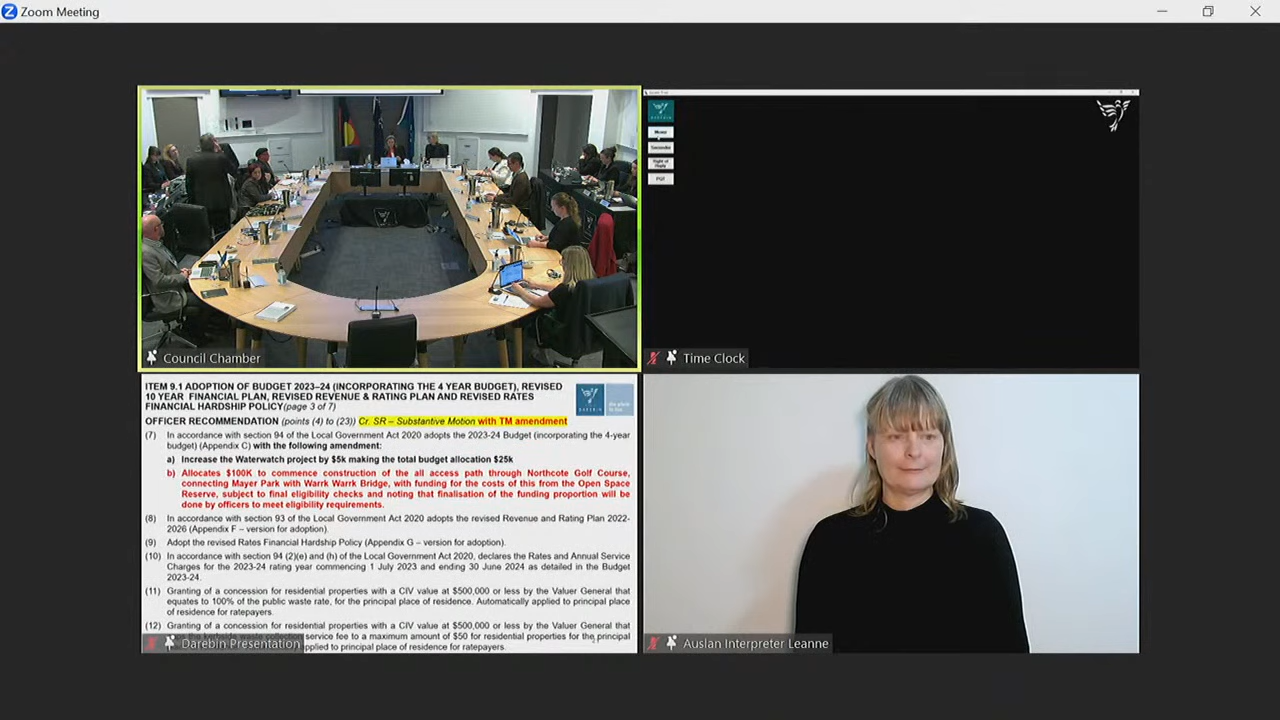 Zoom Meeting
DAREBIN
Move
Seconder
Right of
Reply
PQT
Council Chamber
Time Clock
ITEM 9.1 ADOPTION OF BUDGET 2023–24 (INCORPORATING THE 4 YEAR BUDGET), REVISED
10 YEAR FINANCIAL PLAN, REVISED REVENUE & RATING PLAN AND REVISED RATES
FINANCIAL HARDSHIP POLICY(page 3 of 7)
DAREBIN
the place
to live
OFFICER RECOMMENDATION (points (4) to (23)) Cr. SR – Substantive Motion with TM amendment
(7) In accordance with section 94 of the Local Government Act 2020 adopts the 2023-24 Budget (incorporating the 4-year
budget) (Appendix C) with the following amendment:
a) Increase the Waterwatch project by $5k making the total budget allocation $25k
b) Allocates $100K to commence construction of the all access path through Northcote Golf Course,
connecting Mayer Park with Warrk Warrk Bridge, with funding for the costs of this from the Open Space
Reserve, subject to final eligibility checks and noting that finalisation of the funding proportion will be
done by officers to meet eligibility requirements.
(8) In accordance with section 93 of the Local Government Act 2020 adopts the revised Revenue and Rating Plan 2022-
2026 (Appendix F – version for adoption).
(9) Adopt the revised Rates Financial Hardship Policy (Appendix G – version for adoption).
(10) In accordance with section 94 (2)(e) and (h) of the Local Government Act 2020, declares the Rates and Annual Service
Charges for the 2023-24 rating year commencing 1 July 2023 and ending 30 June 2024 as detailed in the Budget
2023-24.
(11) Granting of a concession for residential properties with a CIV value at $500,000 or less by the Valuer General that
equates to 100% of the public waste rate, for the principal place of residence. Automatically applied to principal place
of residence for ratepayers.
(12) Granting of a concession for residential properties with a CIV value at $500,000 or less by the Valuer General that
the kerbside waste collection service fee to a maximum amount of $50 for residential properties for the principal
applied to principal place of residence for ratepayers.
Darebin Presentation
Auslan Interpreter Leanne